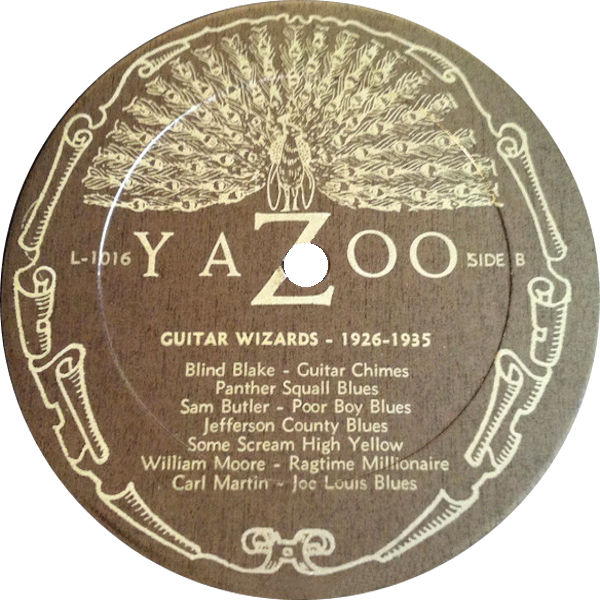 L-1016 YAZOO SIDE B
GUITAR WIZARDS - 1926-1935
Blind Blake - Guitar Chimes
Panther Squall Blues
Sam Butler - Poor Boy Blues
Jefferson County Blues
Some Scream High Yellow
William Moore - Ragtime Millionaire
Carl Martin - Joe Louis Blues